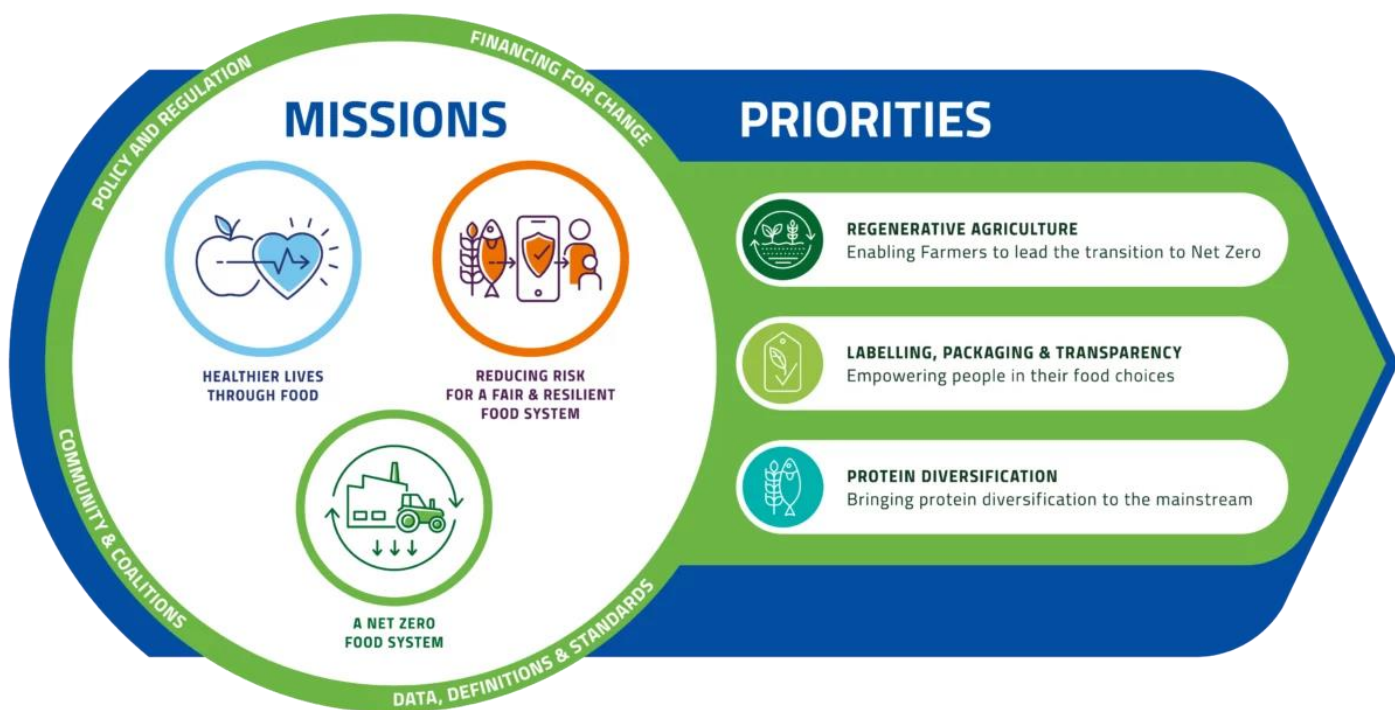 POLICY AND REGULATION
FINANCING FOR CHANGE
COMMUNITY & COALITIONS
DATA, DEFINITIONS & STANDARDS
MISSIONS
HEALTHIER LIVES
THROUGH FOOD
REDUCING RISK
FOR A FAIR & RESILIENT
FOOD SYSTEM
A NET ZERO
FOOD SYSTEM
PRIORITIES
REGENERATIVE AGRICULTURE
Enabling Farmers to lead the transition to Net Zero
LABELLING, PACKAGING & TRANSPARENCY
Empowering people in their food choices
PROTEIN DIVERSIFICATION
Bringing protein diversification to the mainstream